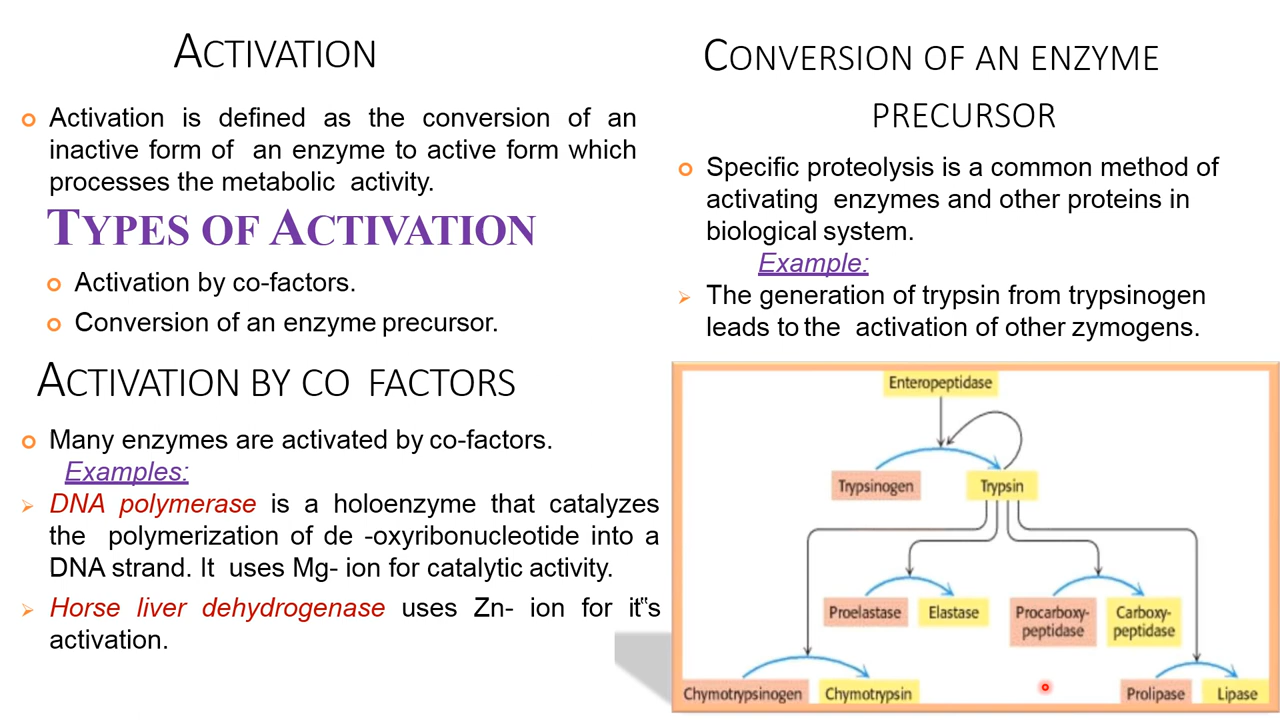 ACTIVATION
Activation is defined as the conversion of an
inactive form of an enzyme to active form which
processes the metabolic activity.
TYPES OF ACTIVATION
Activation by co-factors.
Conversion of an enzyme precursor.
ACTIVATION BY CO FACTORS
Many enzymes are activated by co-factors.
Examples:
DNA polymerase is a holoenzyme that catalyzes
the polymerization of de -oxyribonucleotide into a
DNA strand. It uses Mg- ion for catalytic activity.
Horse liver dehydrogenase uses Zn- ion for it‟s
activation.
CONVERSION OF AN ENZYME
PRECURSOR
Specific proteolysis is a common method of
activating enzymes and other proteins in
biological system.
Example:
The generation of trypsin from trypsinogen
leads to the activation of other zymogens.
Enteropeptidase
Trypsinogen
Trypsin
Proelastase
Elastase
Procarboxy-
peptidase
Carboxy-
peptidase
Chymotrypsinogen
Chymotrypsin
Prolipase
Lipase